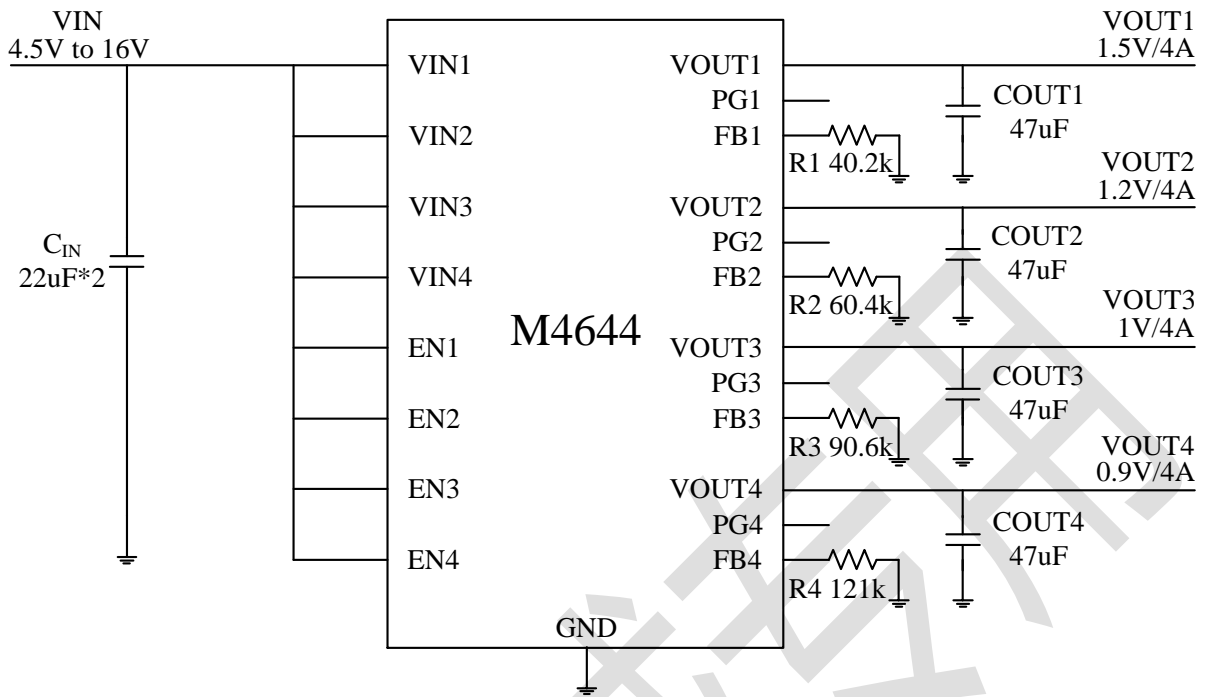 VIN
4.5V to 16V
VIN1
VIN2
VIN3
VIN4
EN1
EN2
EN3
EN4
C_IN
22uF*2
M4644
GND
VOUT1
PG1
FB1
VOUT2
PG2
FB2
VOUT3
PG3
FB3
VOUT4
PG4
FB4
R1 40.2k
R2 60.4k
R3 90.6k
R4 121k
VOUT1
1.5V/4A
COUT1
47uF
VOUT2
1.2V/4A
COUT2
47uF
VOUT3
1V/4A
COUT3
47uF
VOUT4
0.9V/4A
COUT4
47uF
专用